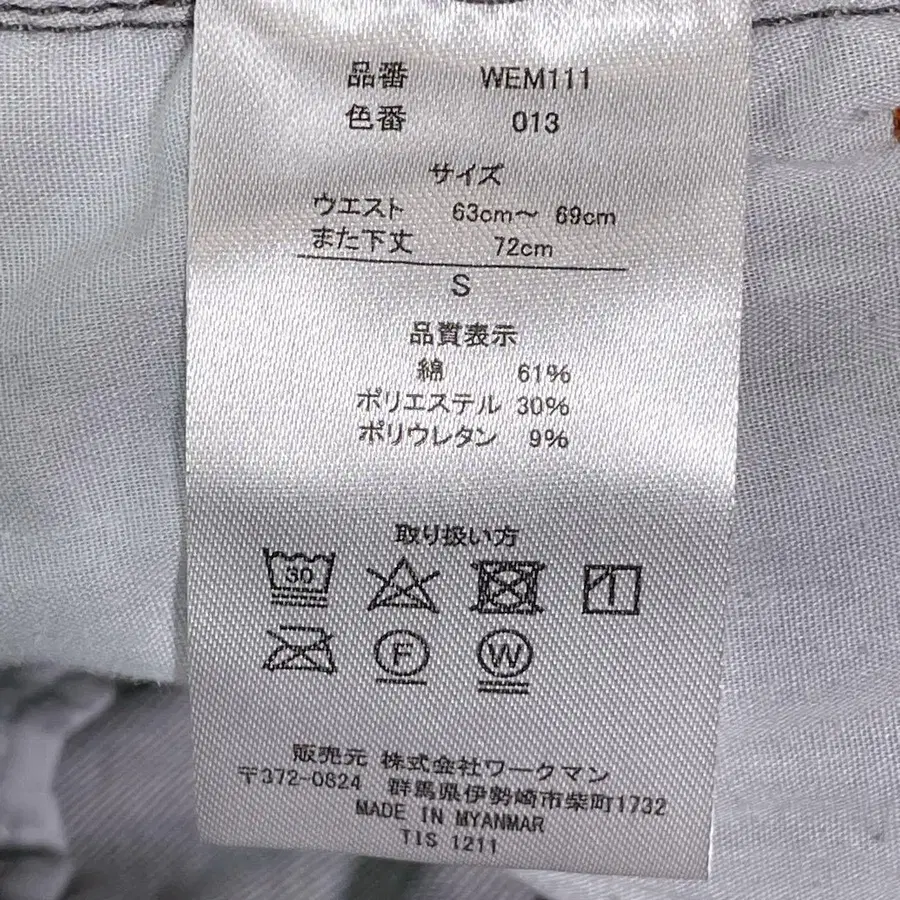 品番 WEM111
色番 013
サイズ
ウエスト 63cm〜 69cm
また下丈 72cm
S
品質表示
綿 61%
ポリエステル 30%
ポリウレタン 9%
取り扱い方
30
F W
販売元 株式会社ワークマン
〒372-0824 群馬県伊勢崎市柴町1732
MADE IN MYANMAR
TIS 1211